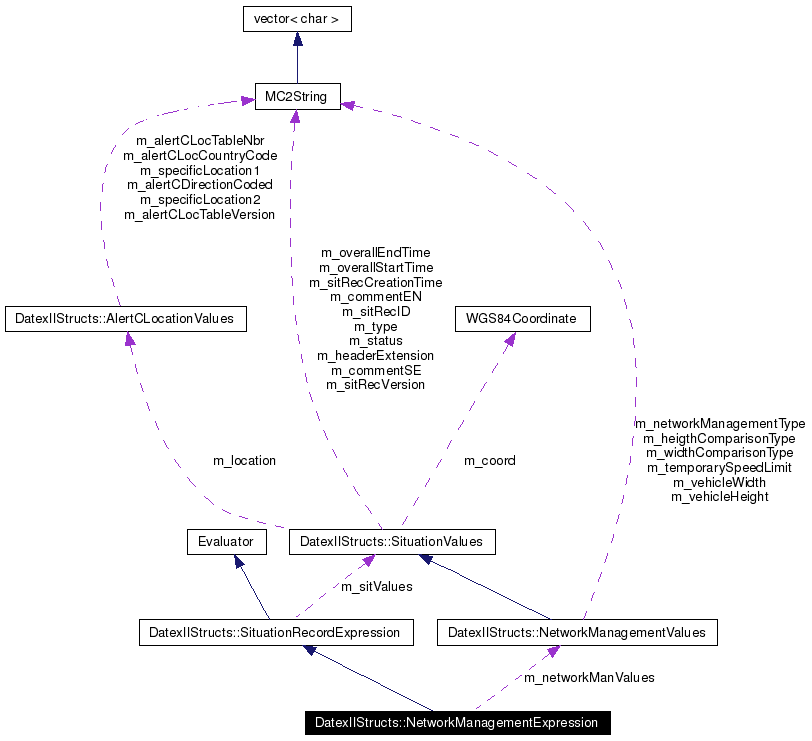 vector< char >
MC2String
m_alertCLocTableNbr
m_alertCLocCountryCode
m_specificLocation1
m_alertCDirectionCoded
m_specificLocation2
m_alertCLocTableVersion
m_overallEndTime
m_overallStartTime
m_sitRecCreationTime
m_commentEN
m_sitRecID
m_type
m_status
m_headerExtension
m_commentSE
m_sitRecVersion
DatexIIStructs::AlertCLocationValues
WGS84Coordinate
m_networkManagementType
m_heigthComparisonType
m_widthComparisonType
m_temporarySpeedLimit
m_vehicleWidth
m_vehicleHeight
m_location
m_coord
Evaluator
DatexIIStructs::SituationValues
m_sitValues
DatexIIStructs::SituationRecordExpression
DatexIIStructs::NetworkManagementValues
m_networkManValues
DatexIIStructs::NetworkManagementExpression